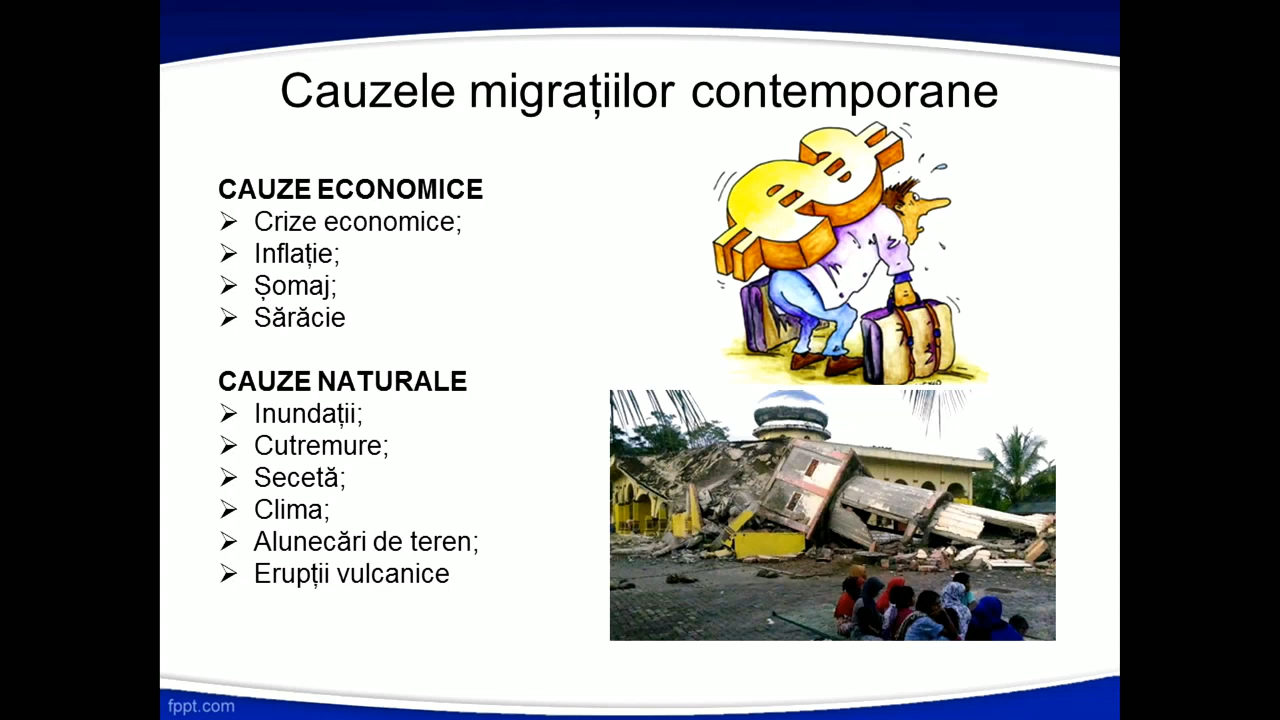 Cauzele migrațiilor contemporane
CAUZE ECONOMICE
➢ Crize economice;
➢ Inflație;
➢ Șomaj;
➢ Sărăcie
CAUZE NATURALE
➢ Inundații;
➢ Cutremure;
➢ Secetă;
➢ Clima;
➢ Alunecări de teren;
➢ Erupții vulcanice
fppt.com